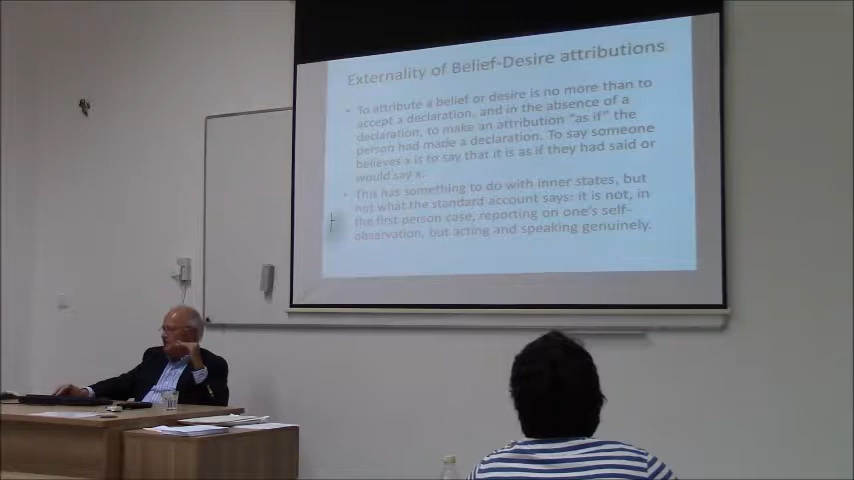 Externality of Belief-Desire attributions
• To attribute a belief or desire is no more than to
accept a declaration, and in the absence of a
declaration, to make an attribution "as if" the
person had made a declaration. To say someone
believes x is to say that it is as if they had said or
would say x.
• This has something to do with inner states, but
not what the standard account says: it is not, in
the first person case, reporting on one's self-
observation, but acting and speaking genuinely.